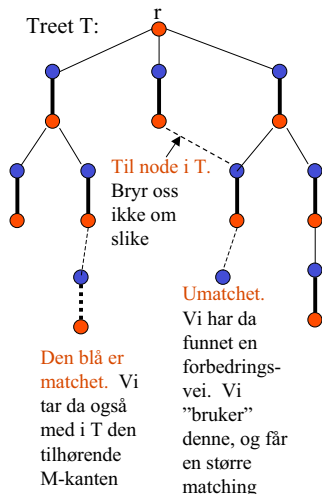 Treet T:
r
Til node i T.
Bryr oss
ikke om
slike
Den blå er
matchet. Vi
tar da også
med i T den
tilhørende
M-kanten
Umatchet.
Vi har da
funnet en
forbedrings-
vei. Vi
”bruker”
denne, og får
en større
matching